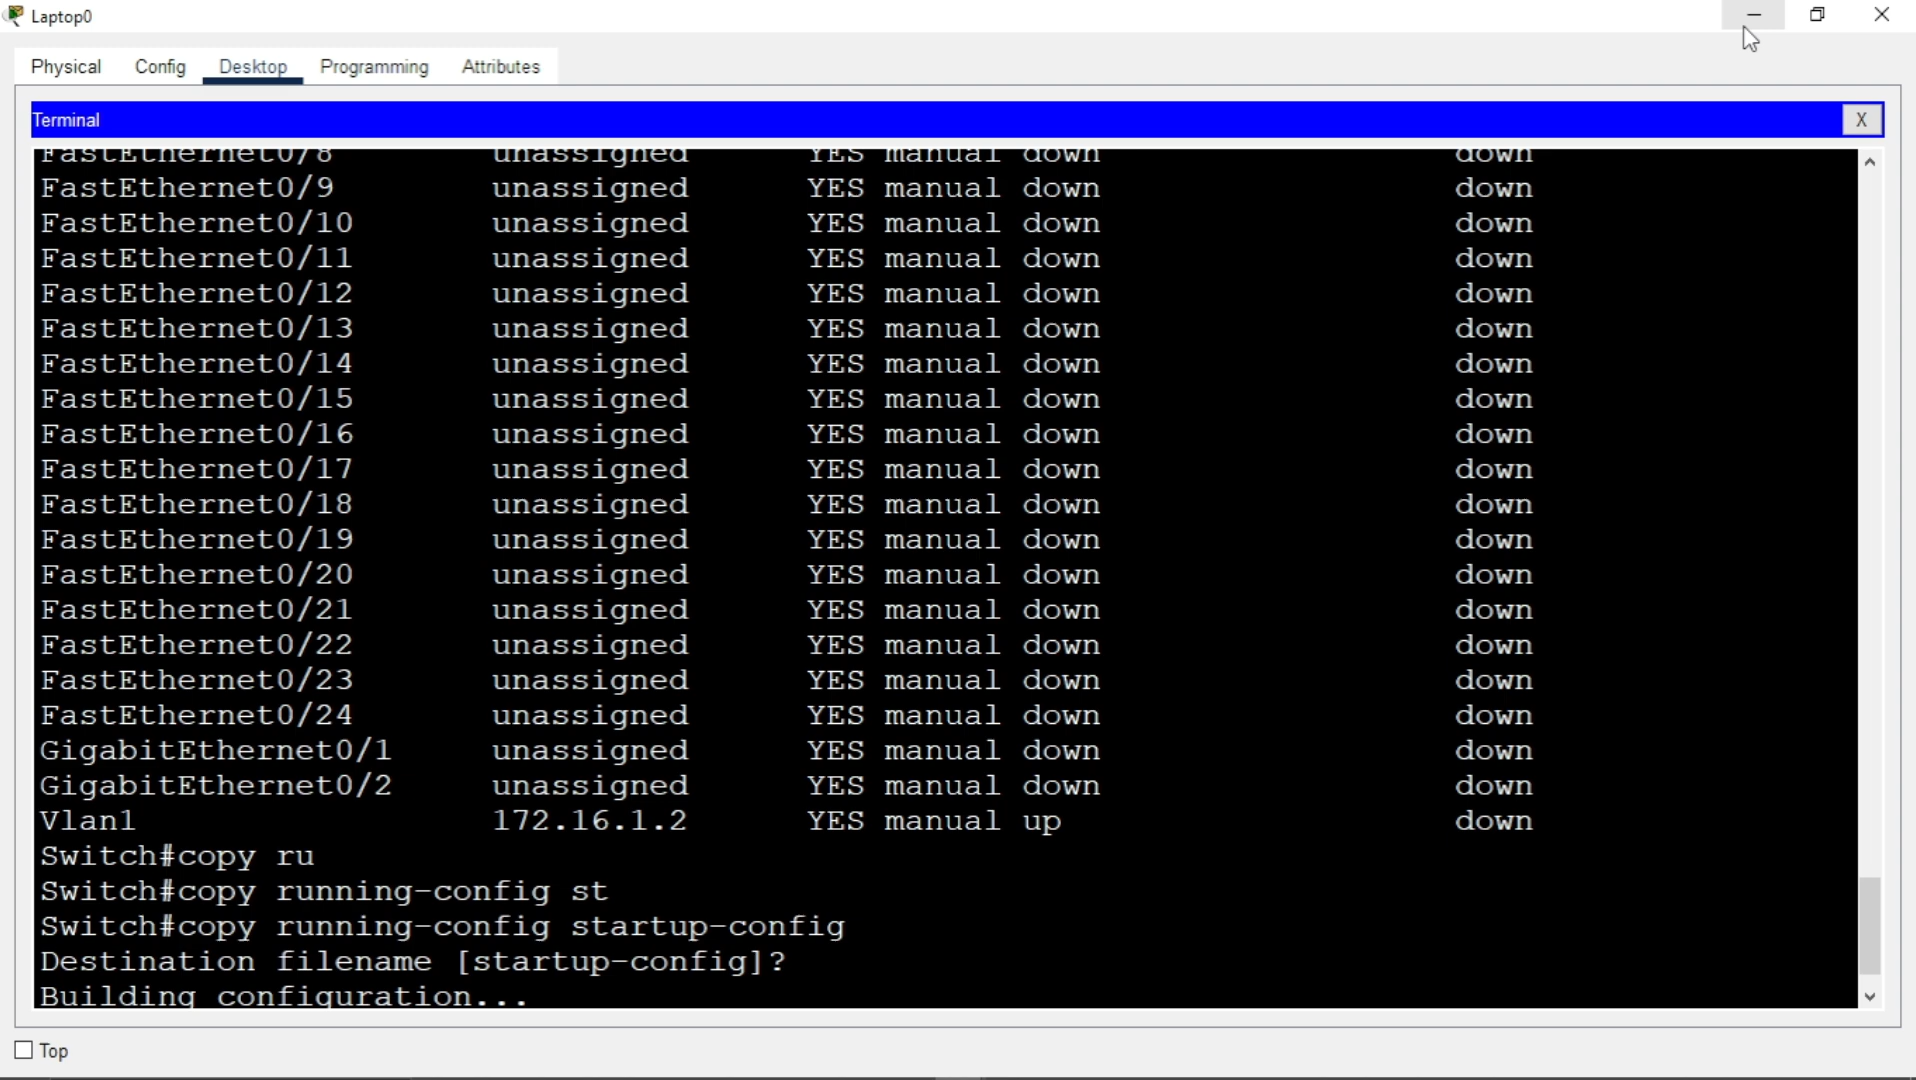 Laptop0
Physical Config Desktop Programming Attributes
Terminal X
FastEthernet0/8 unassigned YES manual down down
FastEthernet0/9 unassigned YES manual down down
FastEthernet0/10 unassigned YES manual down down
FastEthernet0/11 unassigned YES manual down down
FastEthernet0/12 unassigned YES manual down down
FastEthernet0/13 unassigned YES manual down down
FastEthernet0/14 unassigned YES manual down down
FastEthernet0/15 unassigned YES manual down down
FastEthernet0/16 unassigned YES manual down down
FastEthernet0/17 unassigned YES manual down down
FastEthernet0/18 unassigned YES manual down down
FastEthernet0/19 unassigned YES manual down down
FastEthernet0/20 unassigned YES manual down down
FastEthernet0/21 unassigned YES manual down down
FastEthernet0/22 unassigned YES manual down down
FastEthernet0/23 unassigned YES manual down down
FastEthernet0/24 unassigned YES manual down down
GigabitEthernet0/1 unassigned YES manual down down
GigabitEthernet0/2 unassigned YES manual down down
Vlan1 172.16.1.2 YES manual up down
Switch#copy ru
Switch#copy running-config st
Switch#copy running-config startup-config
Destination filename [startup-config]?
Building configuration...
Top